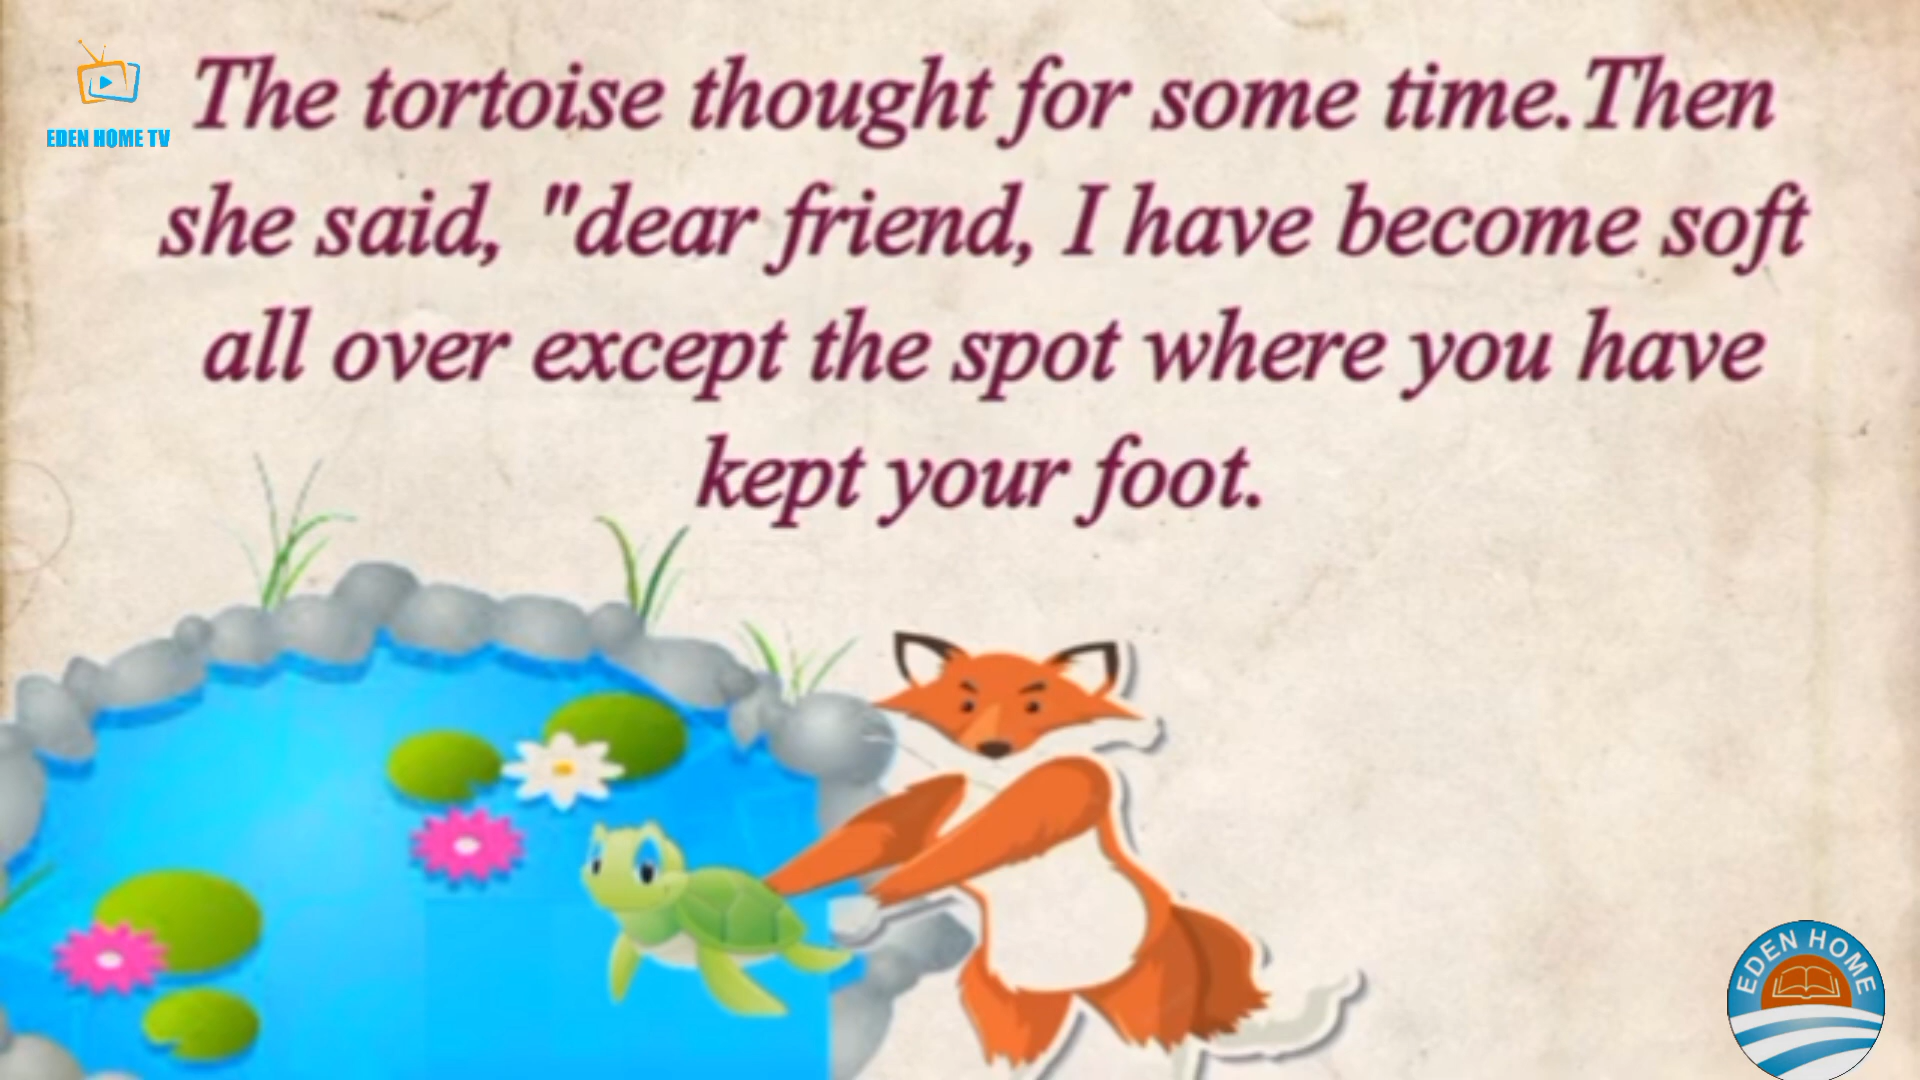 EDEN HOME TV
The tortoise thought for some time.Then
she said, "dear friend, I have become soft
all over except the spot where you have
kept your foot.
EDEN HOME